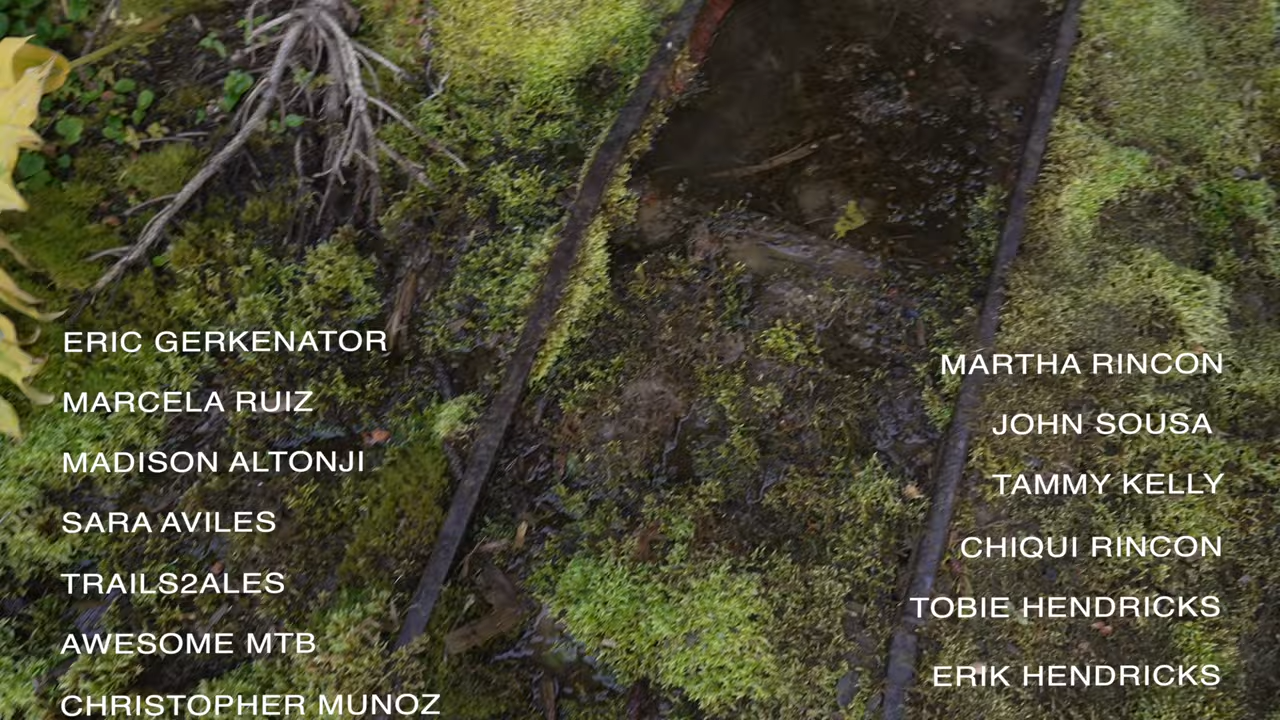 ERIC GERKENATOR
MARCELA RUIZ
MADISON ALTONJI
SARA AVILES
TRAILS2ALES
AWESOME MTB
CHRISTOPHER MUNOZ
MARTHA RINCON
JOHN SOUSA
TAMMY KELLY
CHIQUI RINCON
TOBIE HENDRICKS
ERIK HENDRICKS